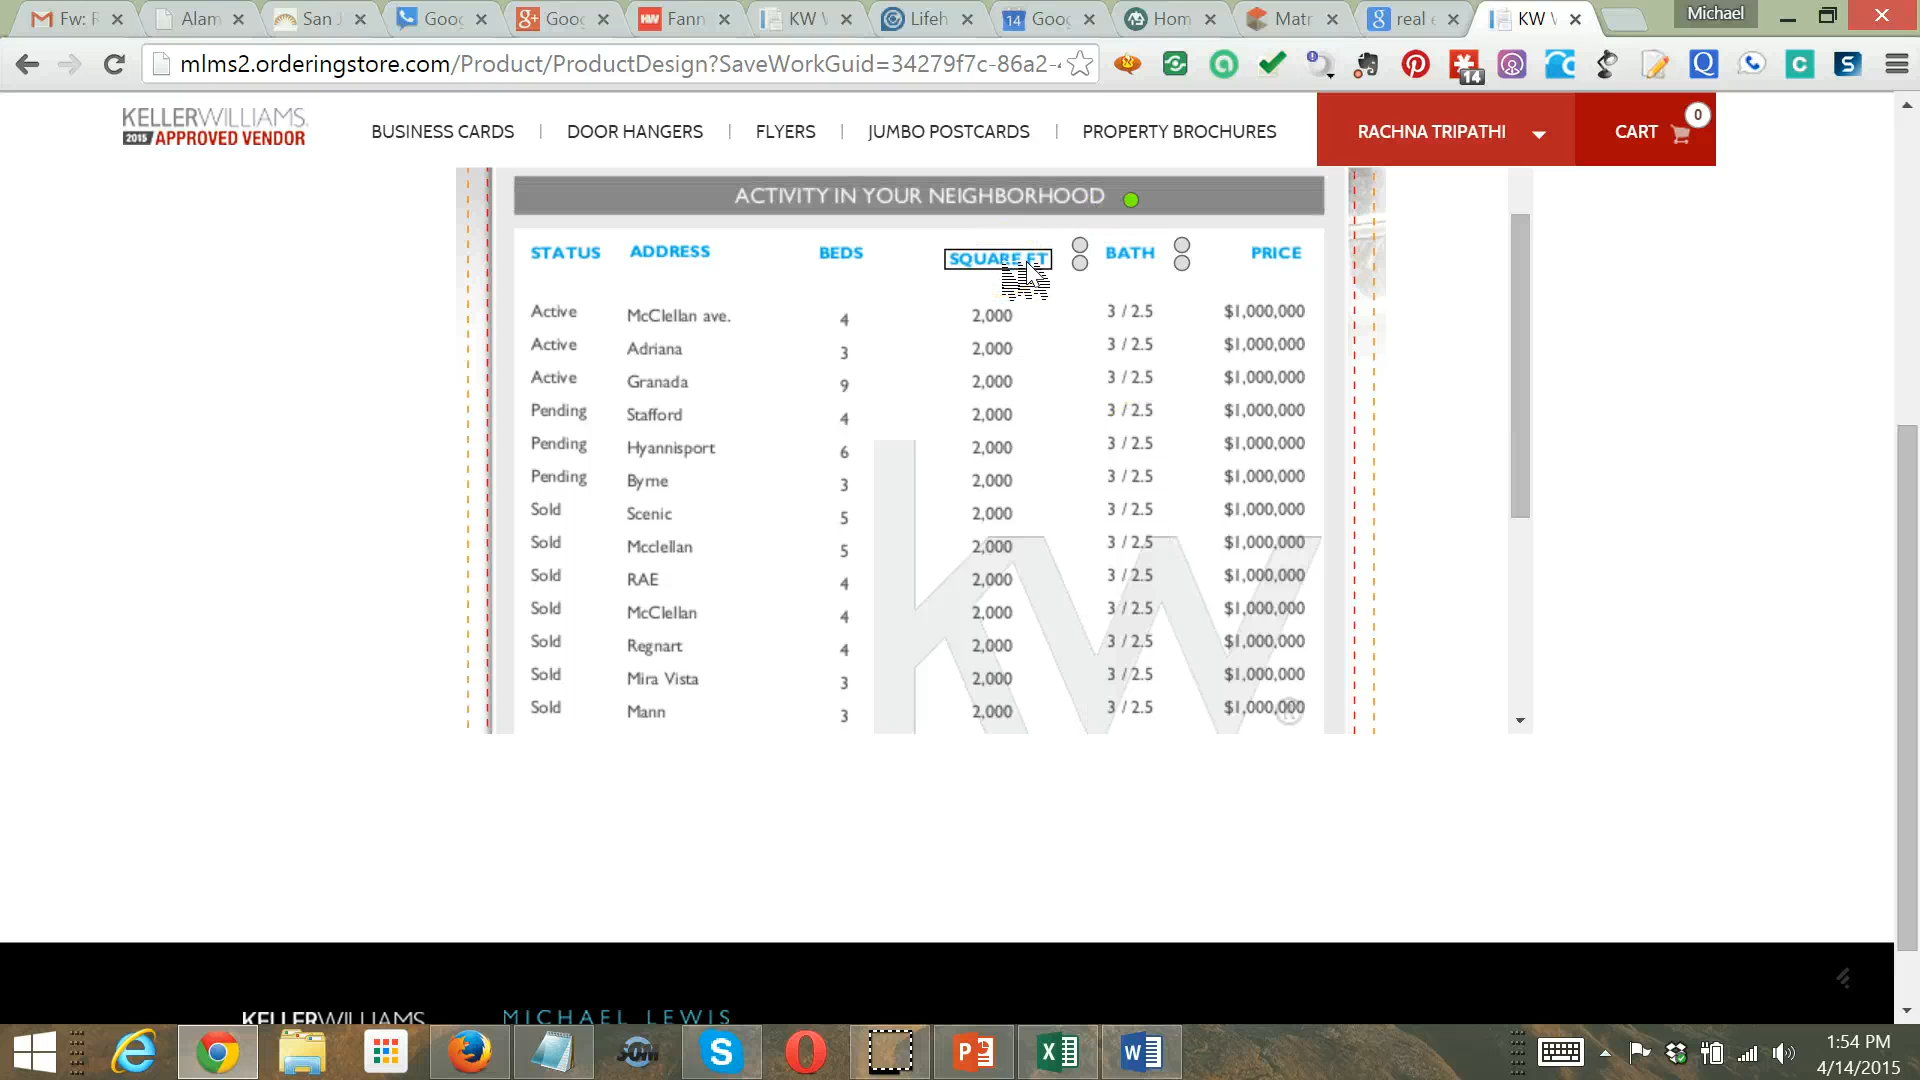 Fw: R
Alam
San J
Goog
Goo
Fann
KW V
Lifeh
14 Goog
Hom
Matr
real e
KW V
Michael
mlms2.orderingstore.com/Product/ProductDesign?SaveWorkGuid=34279f7c-86a2-4
14
KELLERWILLIAMS.
2015 APPROVED VENDOR
BUSINESS CARDS | DOOR HANGERS | FLYERS | JUMBO POSTCARDS | PROPERTY BROCHURES
RACHNA TRIPATHI
CART 0
ACTIVITY IN YOUR NEIGHBORHOOD
STATUS ADDRESS BEDS SQUARE FT BATH PRICE
Active McClellan ave. 4 2,000 3 / 2.5 $1,000,000
Active Adriana 3 2,000 3 / 2.5 $1,000,000
Active Granada 9 2,000 3 / 2.5 $1,000,000
Pending Stafford 4 2,000 3 / 2.5 $1,000,000
Pending Hyannisport 6 2,000 3 / 2.5 $1,000,000
Pending Byrne 3 2,000 3 / 2.5 $1,000,000
Sold Scenic 5 2,000 3 / 2.5 $1,000,000
Sold Mcclellan 5 2,000 3 / 2.5 $1,000,000
Sold RAE 4 2,000 3 / 2.5 $1,000,000
Sold McClellan 4 2,000 3 / 2.5 $1,000,000
Sold Regnart 4 2,000 3 / 2.5 $1,000,000
Sold Mira Vista 3 2,000 3 / 2.5 $1,000,000
Sold Mann 3 2,000 3 / 2.5 $1,000,000
kw ®
KELLERWILLIAMS
MICHAEL LEWIS
1:54 PM
4/14/2015